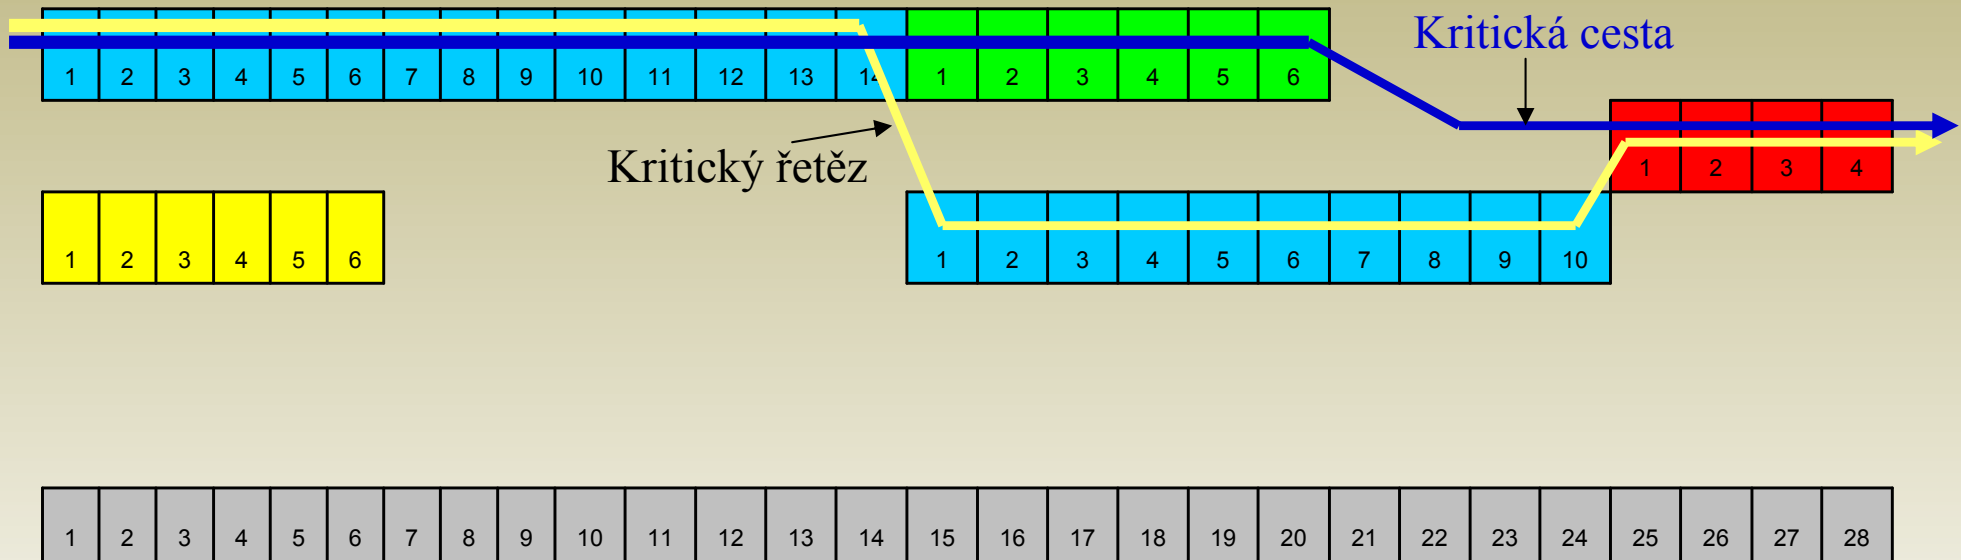 Kritická cesta
1 2 3 4 5 6 7 8 9 10 11 12 13 14 1 2 3 4 5 6
Kritický řetěz
1 2 3 4
1 2 3 4 5 6
1 2 3 4 5 6 7 8 9 10
1 2 3 4 5 6 7 8 9 10 11 12 13 14 15 16 17 18 19 20 21 22 23 24 25 26 27 28